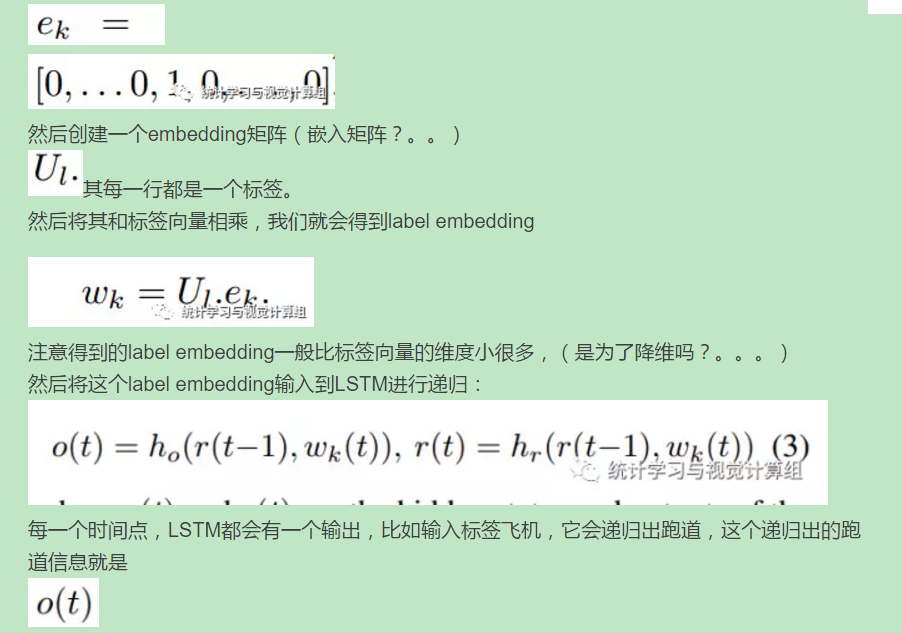 e_k =
[0, . . . 0, 1, 0, . . . , 0]
统计学习与视觉计算组
然后创建一个embedding矩阵（嵌入矩阵？。。）
U_l. 其每一行都是一个标签。
然后将其和标签向量相乘，我们就会得到label embedding
w_k = U_l.e_k.
统计学习与视觉计算组
注意得到的label embedding一般比标签向量的维度小很多，（是为了降维吗？。。。）
然后将这个label embedding输入到LSTM进行递归：
o(t) = h_o(r(t−1), w_k(t)), r(t) = h_r(r(t−1), w_k(t)) (3)
统计学习与视觉计算组
每一个时间点，LSTM都会有一个输出，比如输入标签飞机，它会递归出跑道，这个递归出的跑
道信息就是
o(t)